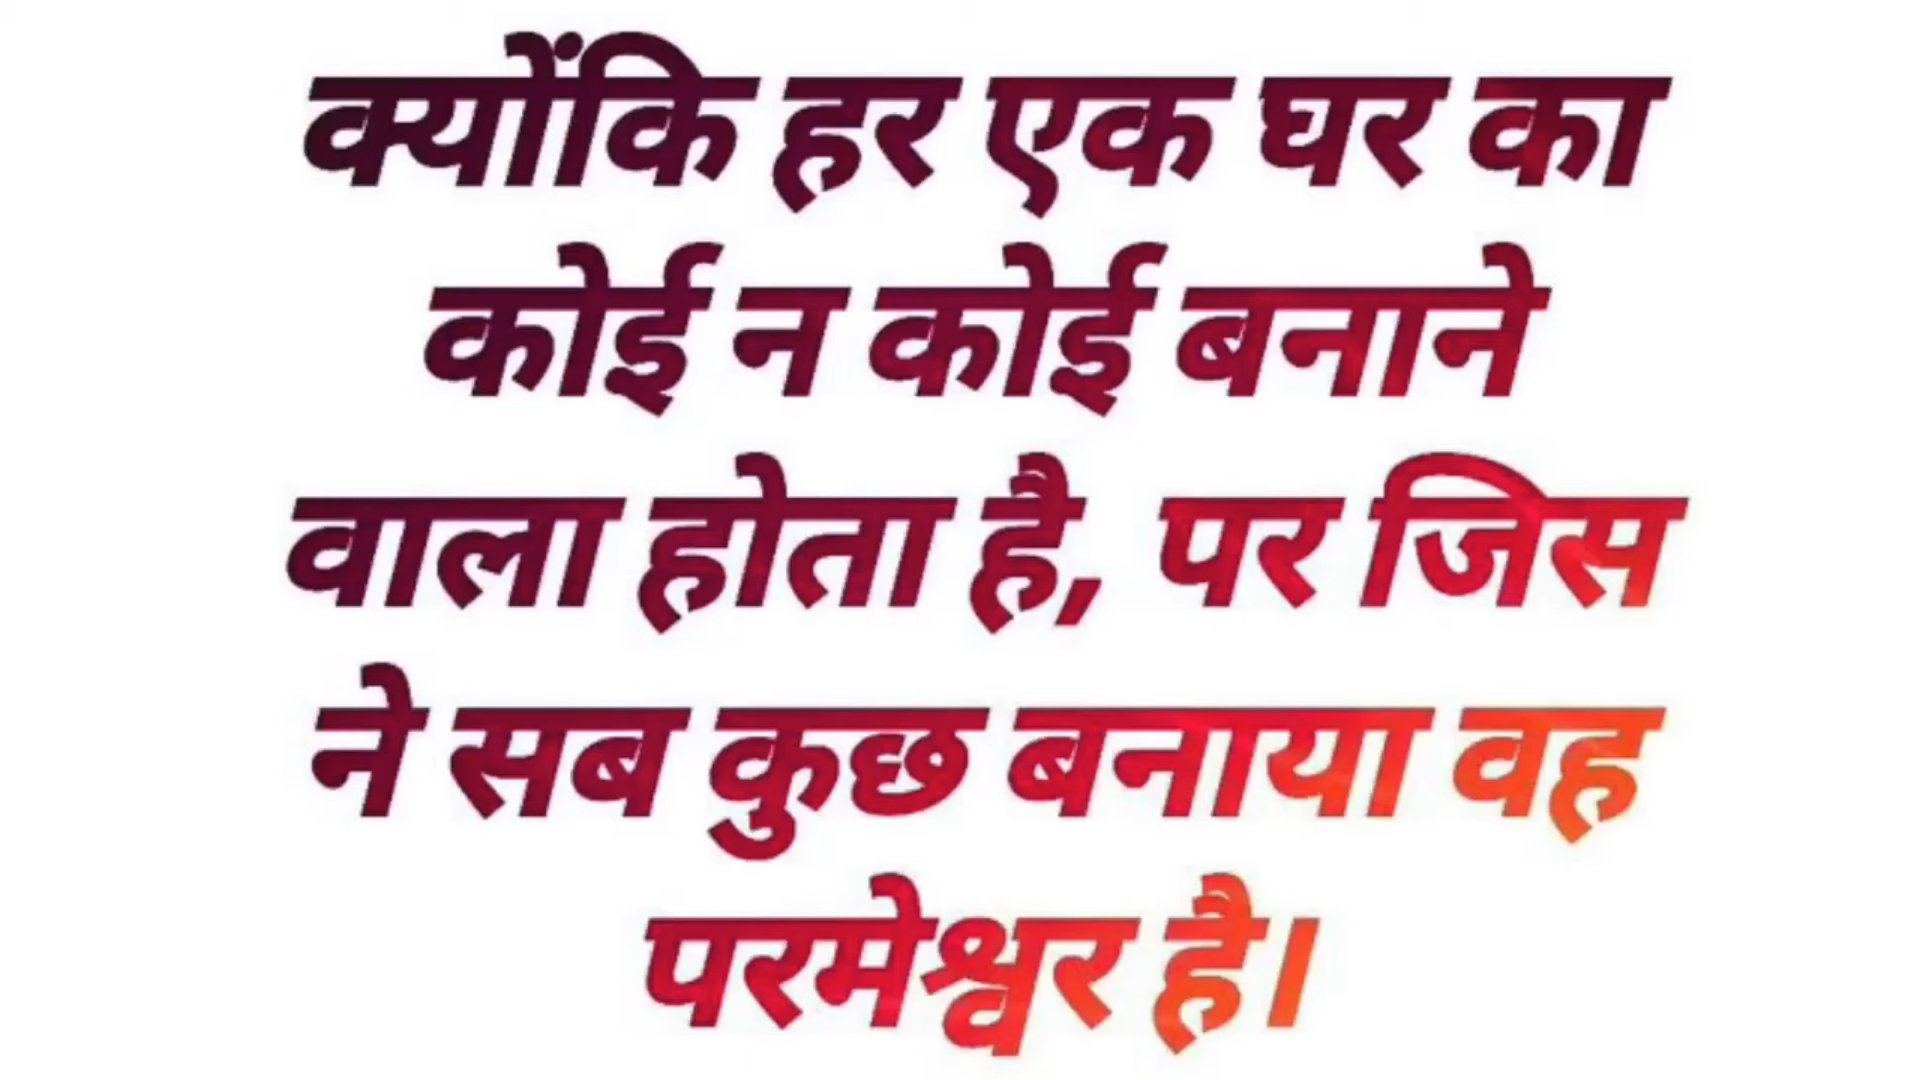 क्योंकि हर एक घर का
कोई न कोई बनाने
वाला होता है, पर जिस
ने सब कुछ बनाया वह
परमेश्वर है।